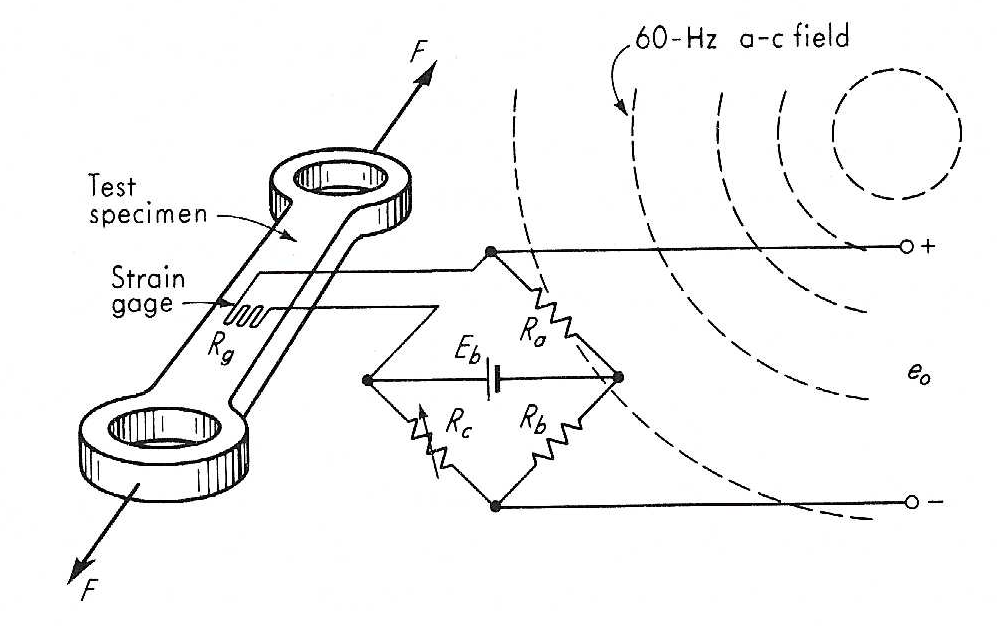 60-Hz a-c field
F
Test
specimen
+
Strain
gage
R_g
R_a
E_b
e_o
R_c
R_b
−
F